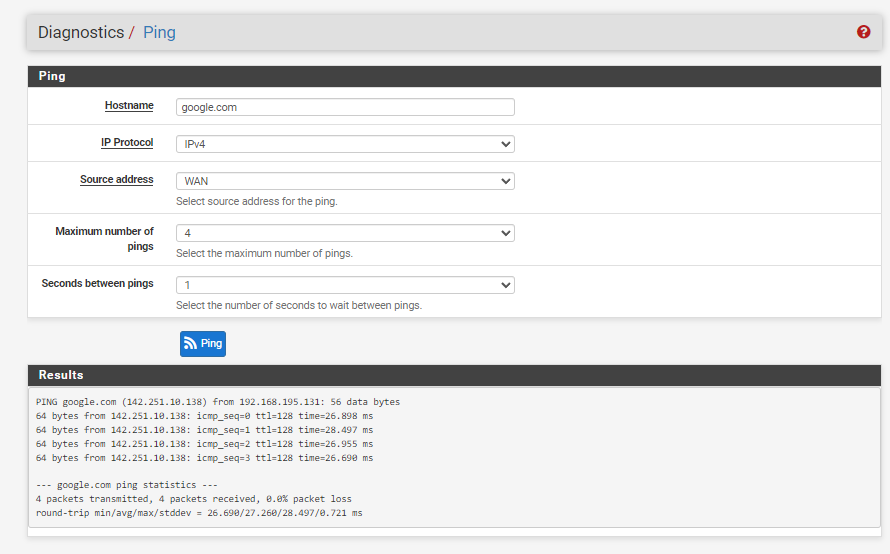 Diagnostics / Ping
Ping
Hostname
google.com
IP Protocol
IPv4
Source address
WAN
Select source address for the ping.
Maximum number of
pings
4
Select the maximum number of pings.
Seconds between pings
1
Select the number of seconds to wait between pings.
Ping
Results
PING google.com (142.251.10.138) from 192.168.195.131: 56 data bytes
64 bytes from 142.251.10.138: icmp_seq=0 ttl=128 time=26.898 ms
64 bytes from 142.251.10.138: icmp_seq=1 ttl=128 time=28.497 ms
64 bytes from 142.251.10.138: icmp_seq=2 ttl=128 time=26.955 ms
64 bytes from 142.251.10.138: icmp_seq=3 ttl=128 time=26.690 ms
--- google.com ping statistics ---
4 packets transmitted, 4 packets received, 0.0% packet loss
round-trip min/avg/max/stddev = 26.690/27.260/28.497/0.721 ms